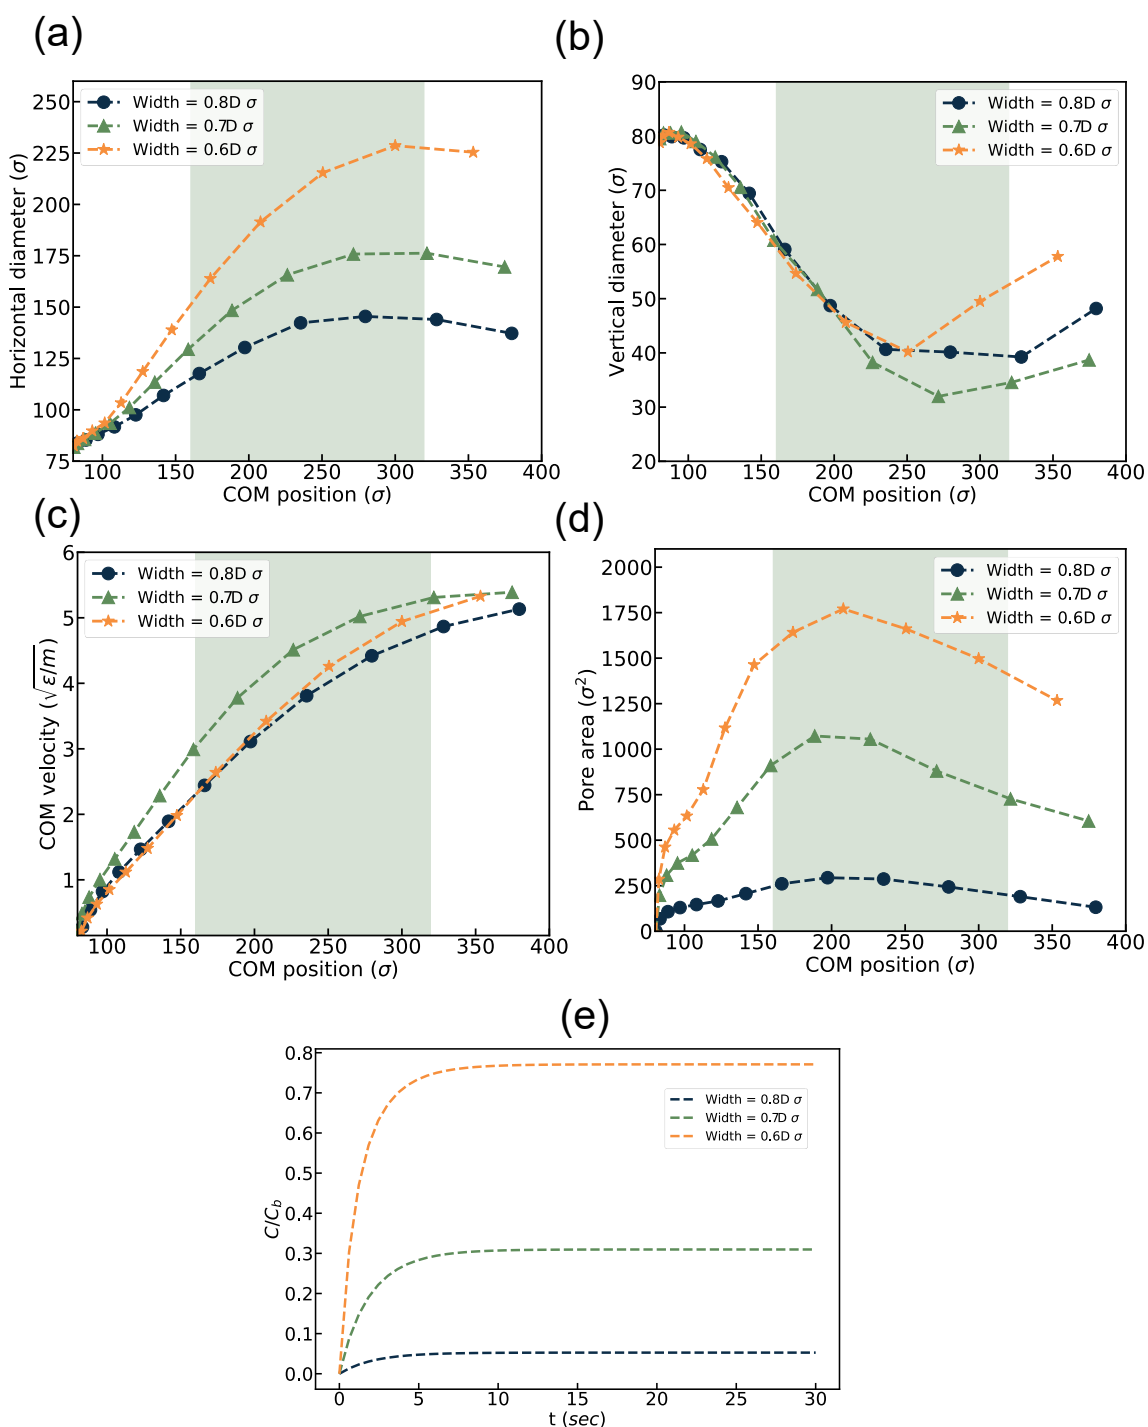 (a)
250
225
200
175
150
125
100
75
Horizontal diameter (σ)
Width = 0.8D σ
Width = 0.7D σ
Width = 0.6D σ
100 150 200 250 300 350 400
COM position (σ)
(b)
90
80
70
60
50
40
30
20
Vertical diameter (σ)
Width = 0.8D σ
Width = 0.7D σ
Width = 0.6D σ
100 150 200 250 300 350 400
COM position (σ)
(c)
6
5
4
3
2
1
COM velocity (√ε/m)
Width = 0.8D σ
Width = 0.7D σ
Width = 0.6D σ
100 150 200 250 300 350 400
COM position (σ)
(d)
2000
1750
1500
1250
1000
750
500
250
0
Pore area (σ²)
Width = 0.8D σ
Width = 0.7D σ
Width = 0.6D σ
100 150 200 250 300 350 400
COM position (σ)
(e)
0.8
0.7
0.6
0.5
0.4
0.3
0.2
0.1
0.0
C/C_b
Width = 0.8D σ
Width = 0.7D σ
Width = 0.6D σ
0 5 10 15 20 25 30
t (sec)